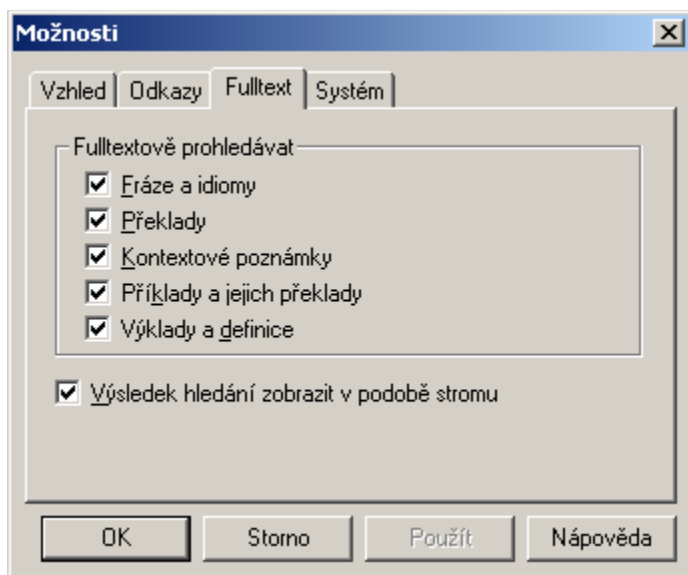 Možnosti
Vzhled Odkazy Fulltext Systém
Fulltextově prohledávat
Fráze a idiomy
Překlady
Kontextové poznámky
Příklady a jejich překlady
Výklady a definice
Výsledek hledání zobrazit v podobě stromu
OK Storno Použít Nápověda